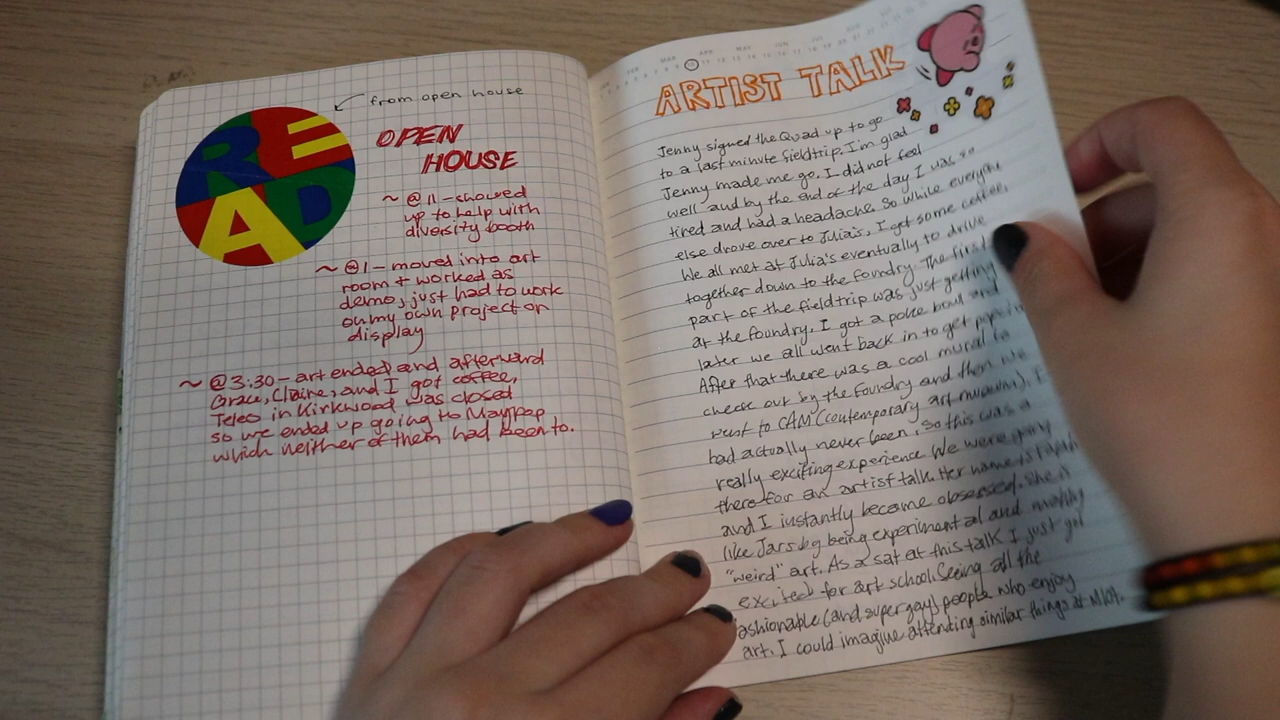 READ
from open house
OPEN
HOUSE
~ @ 11 - showed
up to help with
diversity booth
~ @1 - moved into art
room + worked as
demo, just had to work
on my own project on
display
~ @ 3:30 - art ended and afterward
Grace, Claire, and I got coffee,
Teleo in Kirkwood was closed
so we ended up going to Maypop
which neither of them had been to.
ARTIST TALK
Jenny signed the Quad up to go
to a last minute fieldtrip. I'm glad
Jenny made me go. I did not feel
well and by the end of the day I was so
tired and had a headache. So while everyone
else drove over to Julia's, I got some coffee.
We all met at Julia's eventually to drive
together down to the foundry. The first
part of the fieldtrip was just getting
at the foundry. I got a poke bowl and
later we all went back in to get
After that there was a cool mural to
check out by the foundry and then we
went to CAM (contemporary art museum). I
had actually never been, so this was a
really exciting experience. We were going
there for an artist talk. Her name is
and I instantly became obsessed. She is
like Jarsby being experimental and making
"weird" art. As I sat at this talk I just got
excited for art school. Seeing all the
fashionable (and super gay) people who enjoy
art. I could imagine attending similar things at